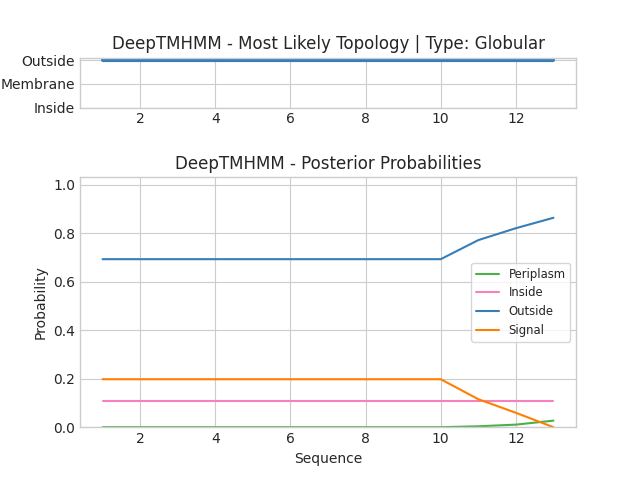 DeepTMHMM - Most Likely Topology | Type: Globular
Outside
Membrane
Inside
2 4 6 8 10 12
DeepTMHMM - Posterior Probabilities
1.0
0.8
0.6
0.4
0.2
0.0
Probability
Periplasm
Inside
Outside
Signal
2 4 6 8 10 12
Sequence